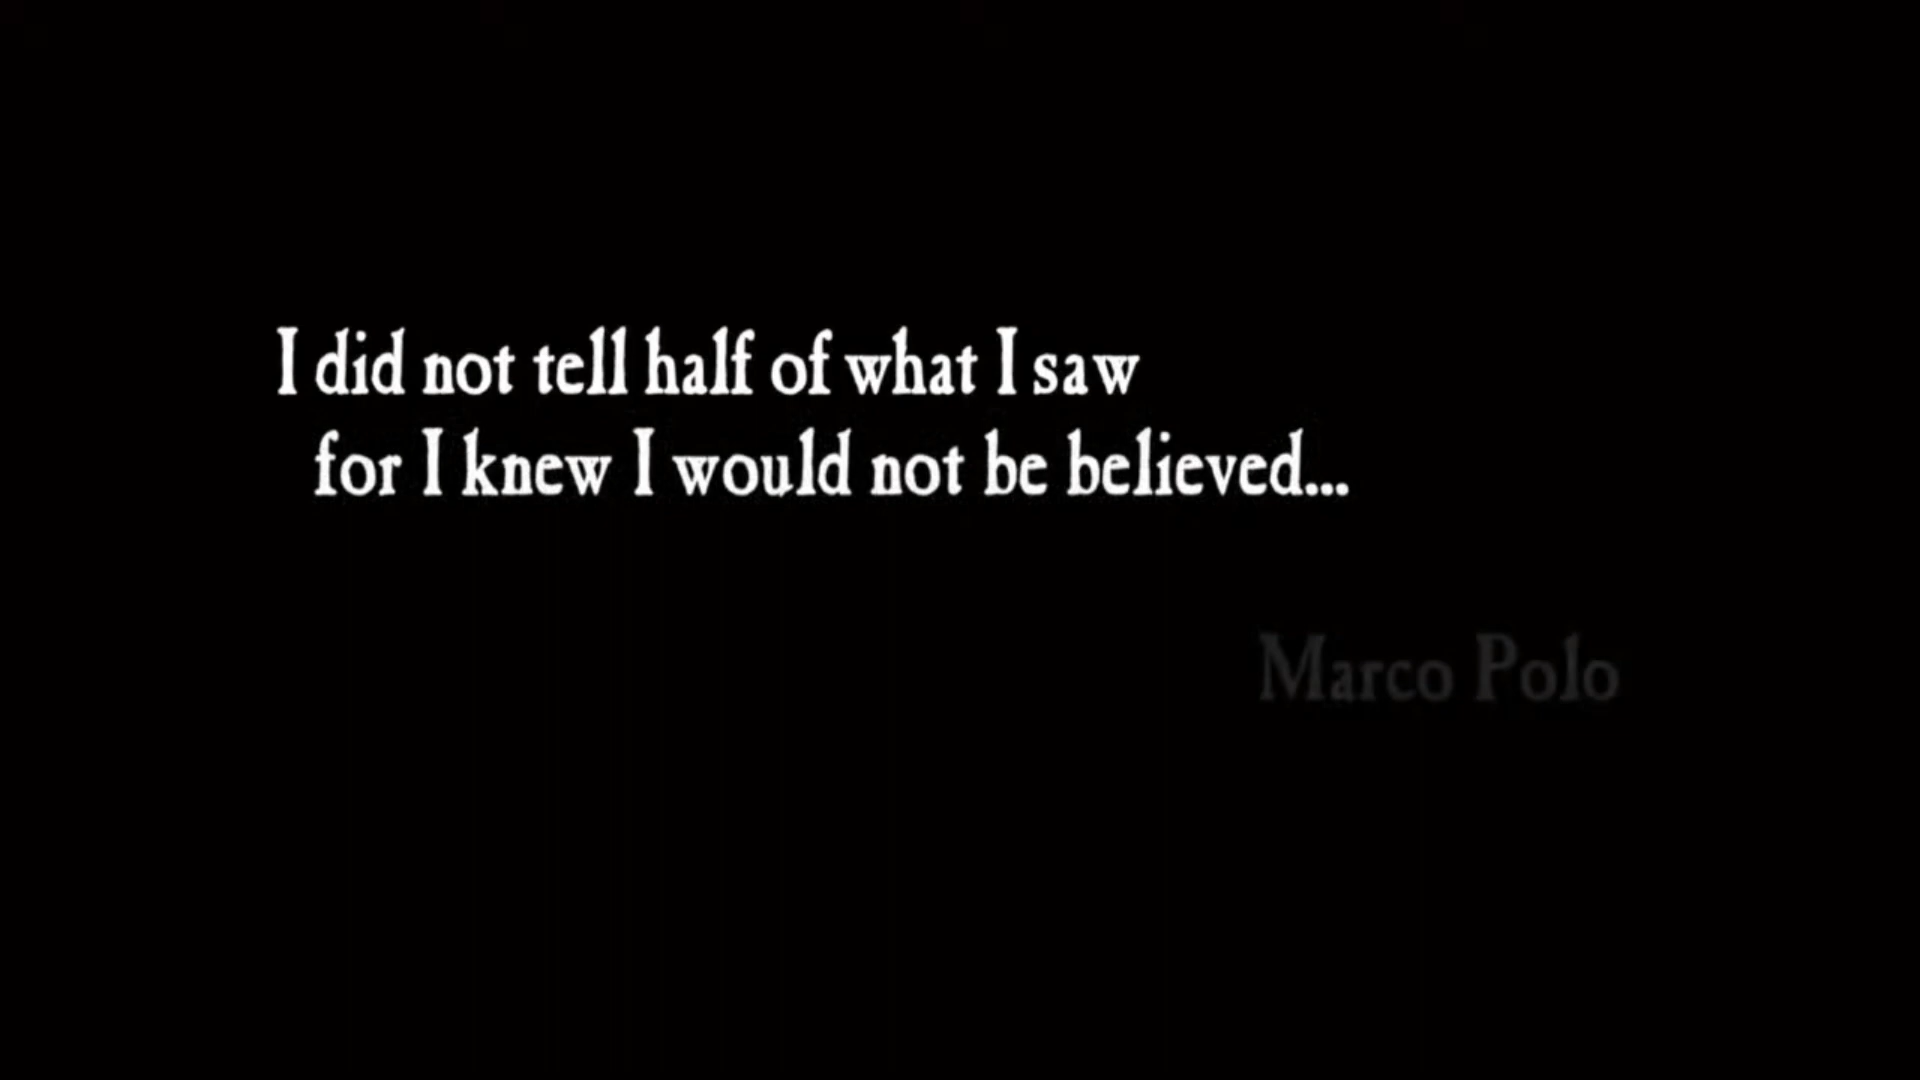 I did not tell half of what I saw
for I knew I would not be believed...
Marco Polo